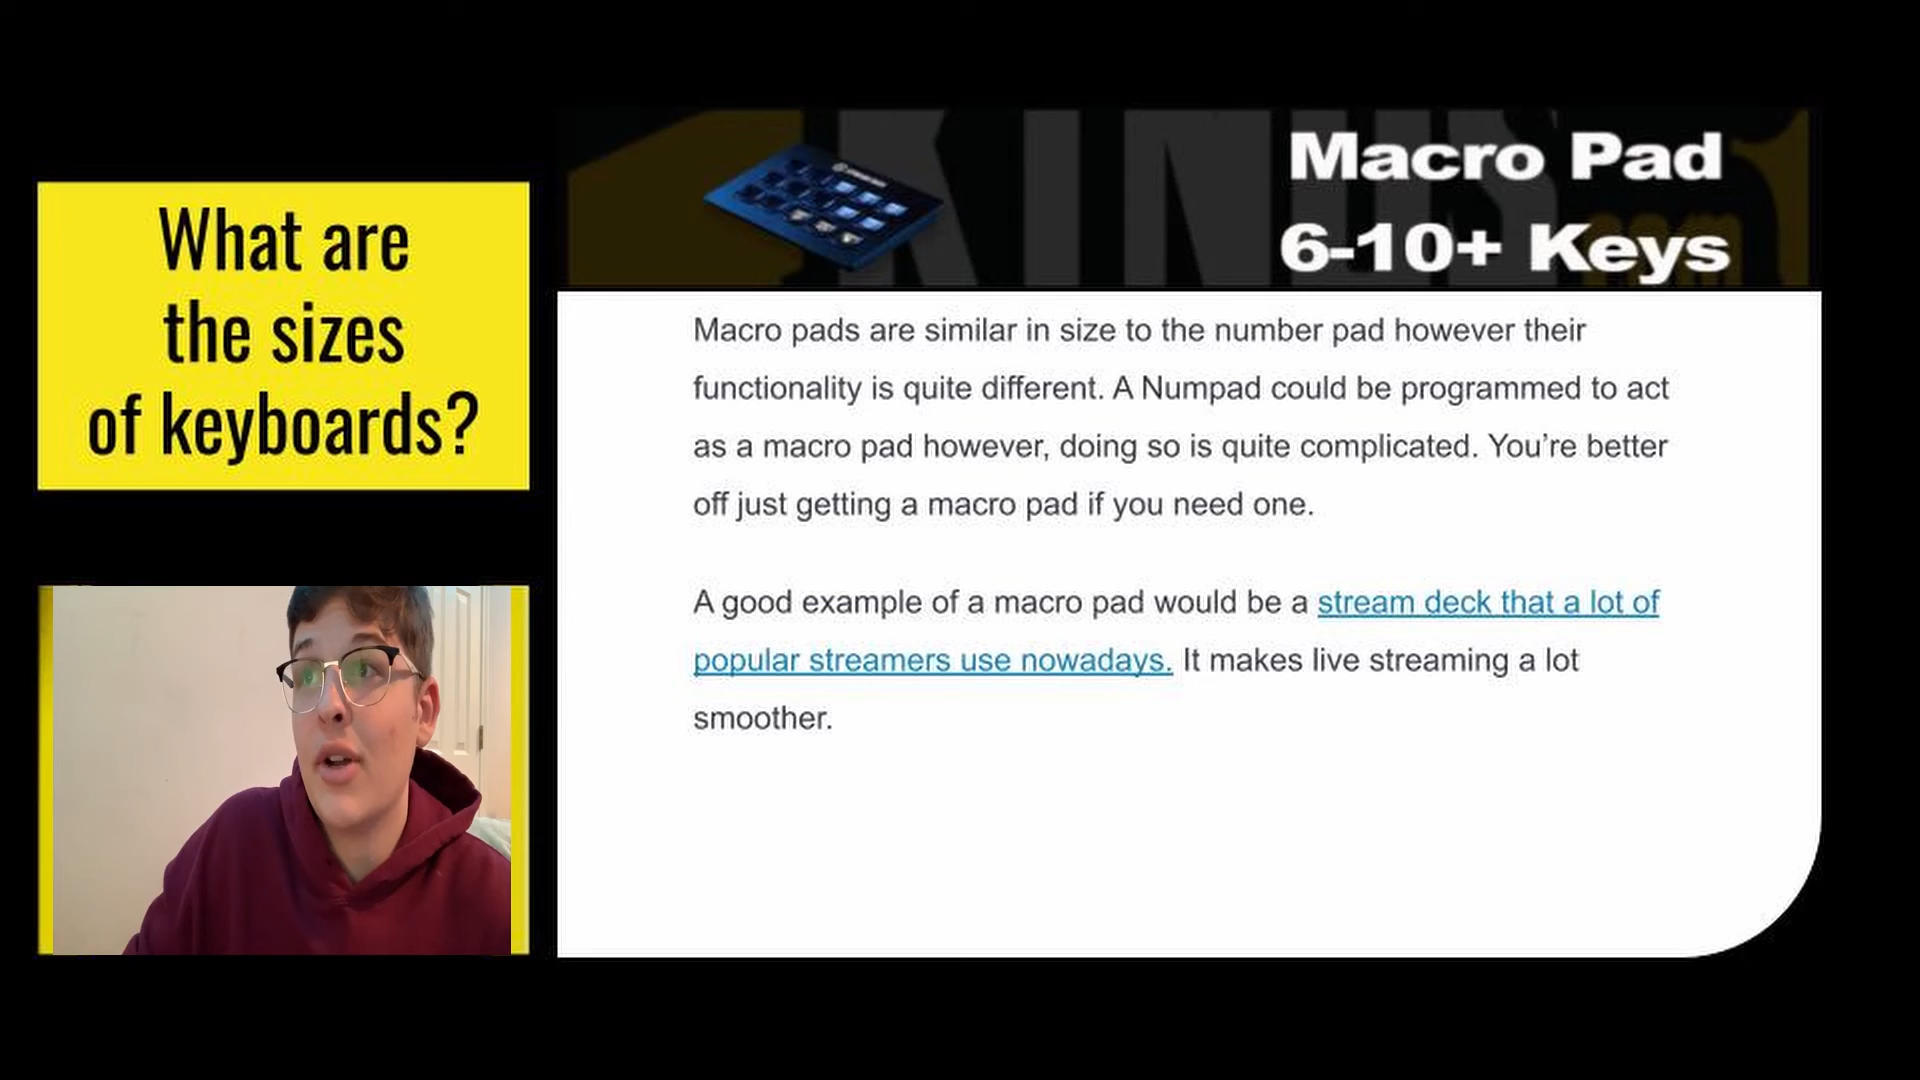 What are
the sizes
of keyboards?
Macro Pad
6-10+ Keys
Macro pads are similar in size to the number pad however their
functionality is quite different. A Numpad could be programmed to act
as a macro pad however, doing so is quite complicated. You’re better
off just getting a macro pad if you need one.
A good example of a macro pad would be a stream deck that a lot of
popular streamers use nowadays. It makes live streaming a lot
smoother.